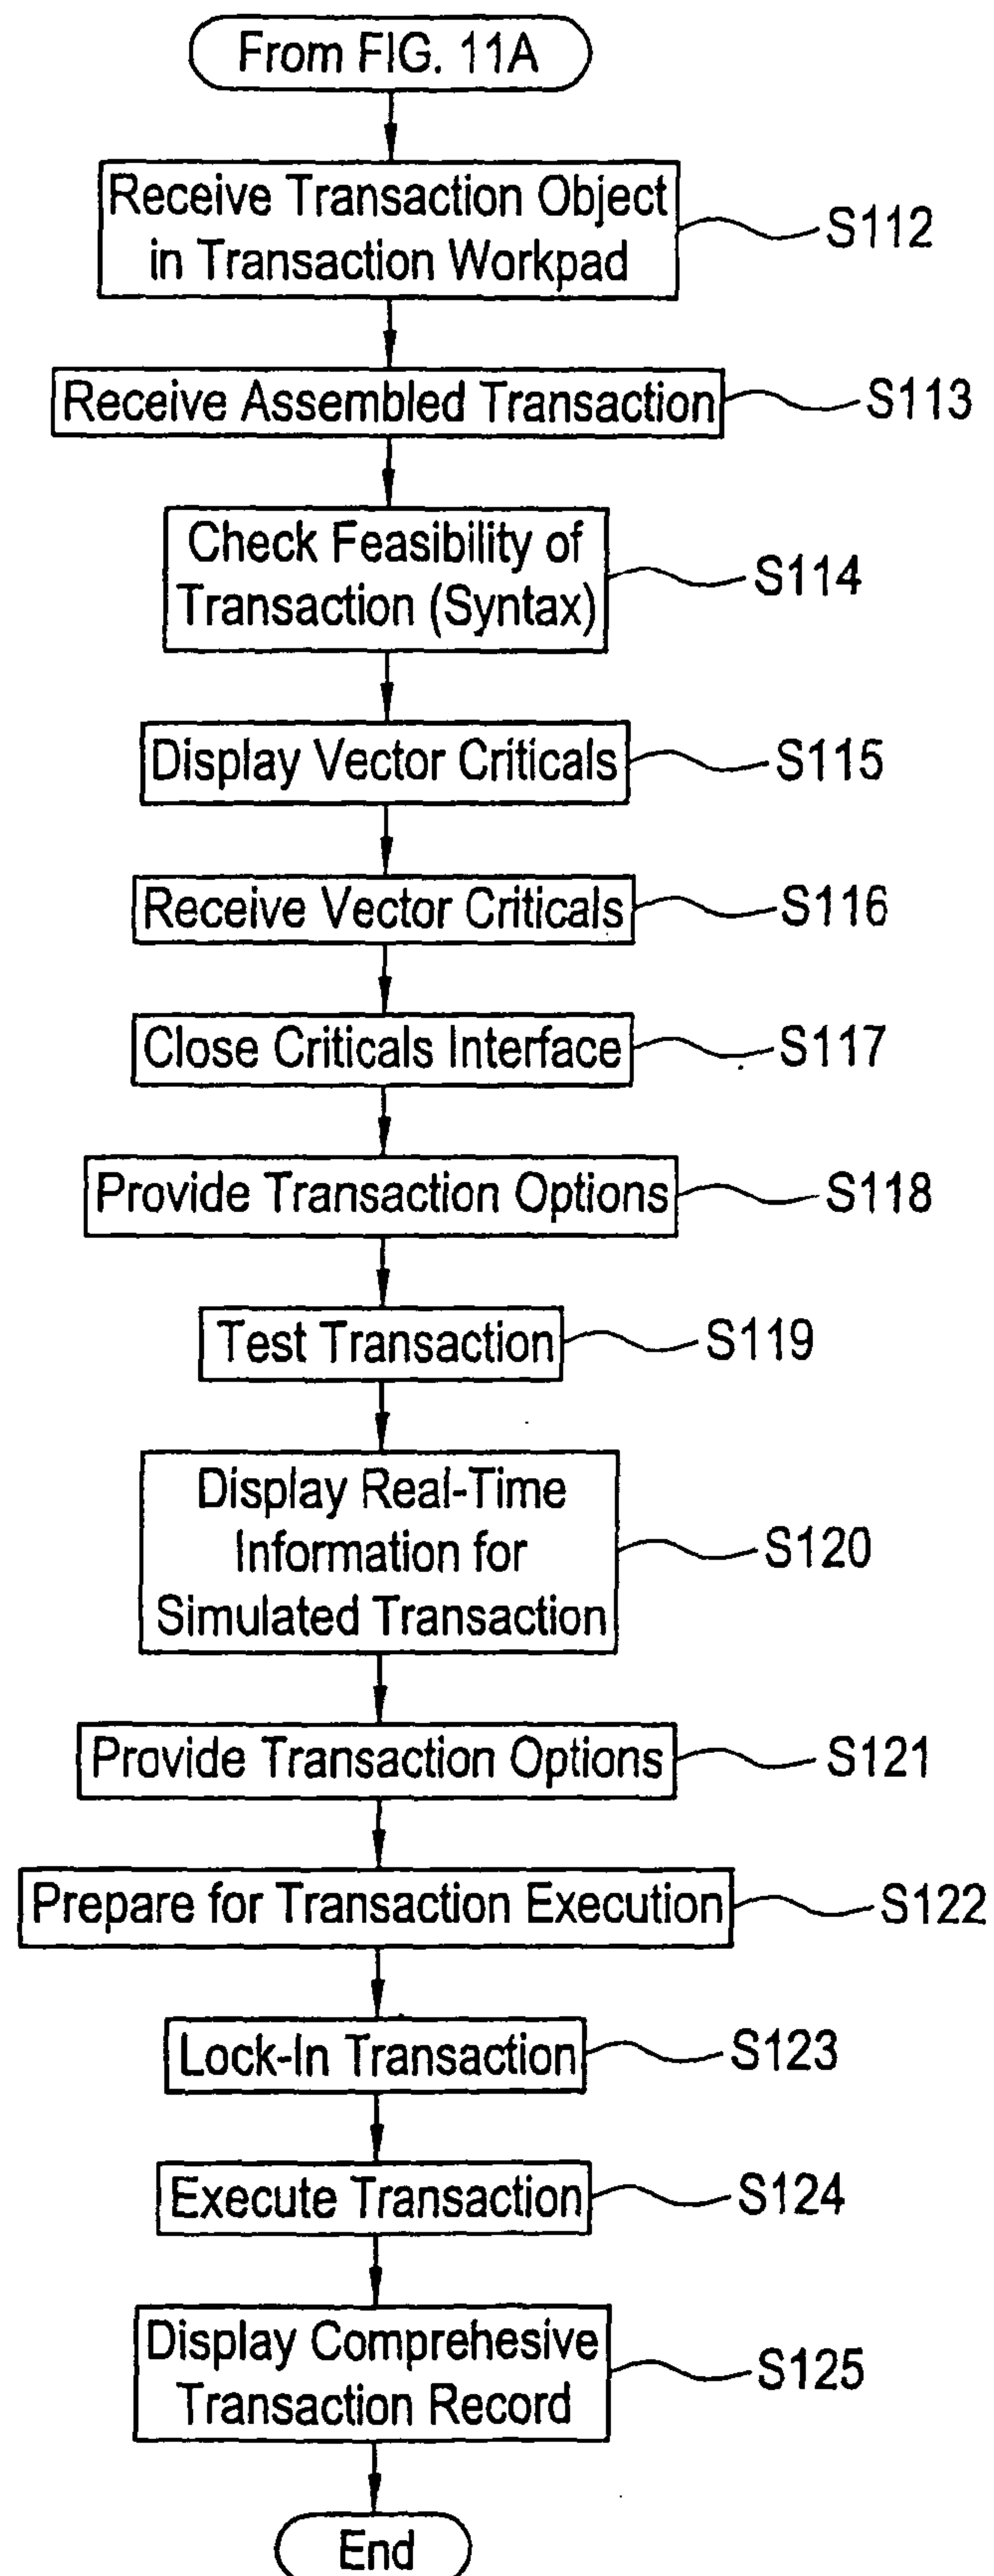 From FIG. 11A
Receive Transaction Object
in Transaction Workpad
S112
Receive Assembled Transaction
S113
Check Feasibility of
Transaction (Syntax)
S114
Display Vector Criticals
S115
Receive Vector Criticals
S116
Close Criticals Interface
S117
Provide Transaction Options
S118
Test Transaction
S119
Display Real-Time
Information for
Simulated Transaction
S120
Provide Transaction Options
S121
Prepare for Transaction Execution
S122
Lock-In Transaction
S123
Execute Transaction
S124
Display Comprehesive
Transaction Record
S125
End